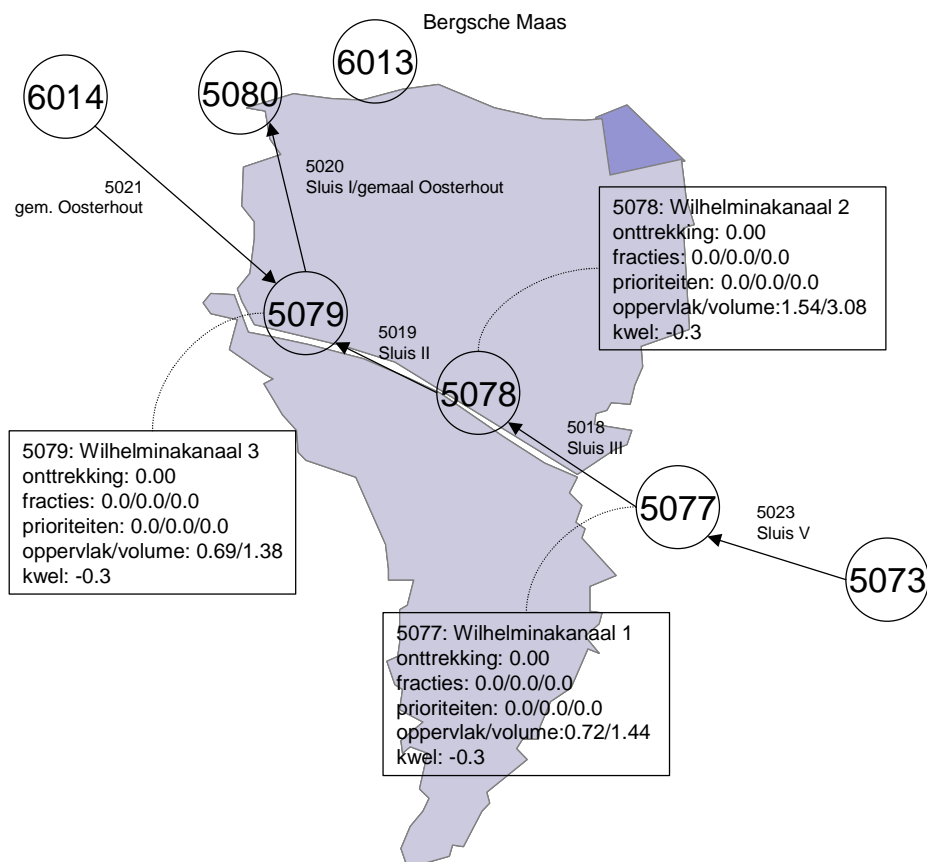 Bergsche Maas
6013
5080
6014
5020
Sluis I/gemaal Oosterhout
5021
gem. Oosterhout
5078: Wilhelminakanaal 2
onttrekking: 0.00
fracties: 0.0/0.0/0.0
prioriteiten: 0.0/0.0/0.0
oppervlak/volume:1.54/3.08
kwel: -0.3
5079
5019
Sluis II
5078
5018
Sluis III
5079: Wilhelminakanaal 3
onttrekking: 0.00
fracties: 0.0/0.0/0.0
prioriteiten: 0.0/0.0/0.0
oppervlak/volume: 0.69/1.38
kwel: -0.3
5077
5023
Sluis V
5073
5077: Wilhelminakanaal 1
onttrekking: 0.00
fracties: 0.0/0.0/0.0
prioriteiten: 0.0/0.0/0.0
oppervlak/volume:0.72/1.44
kwel: -0.3